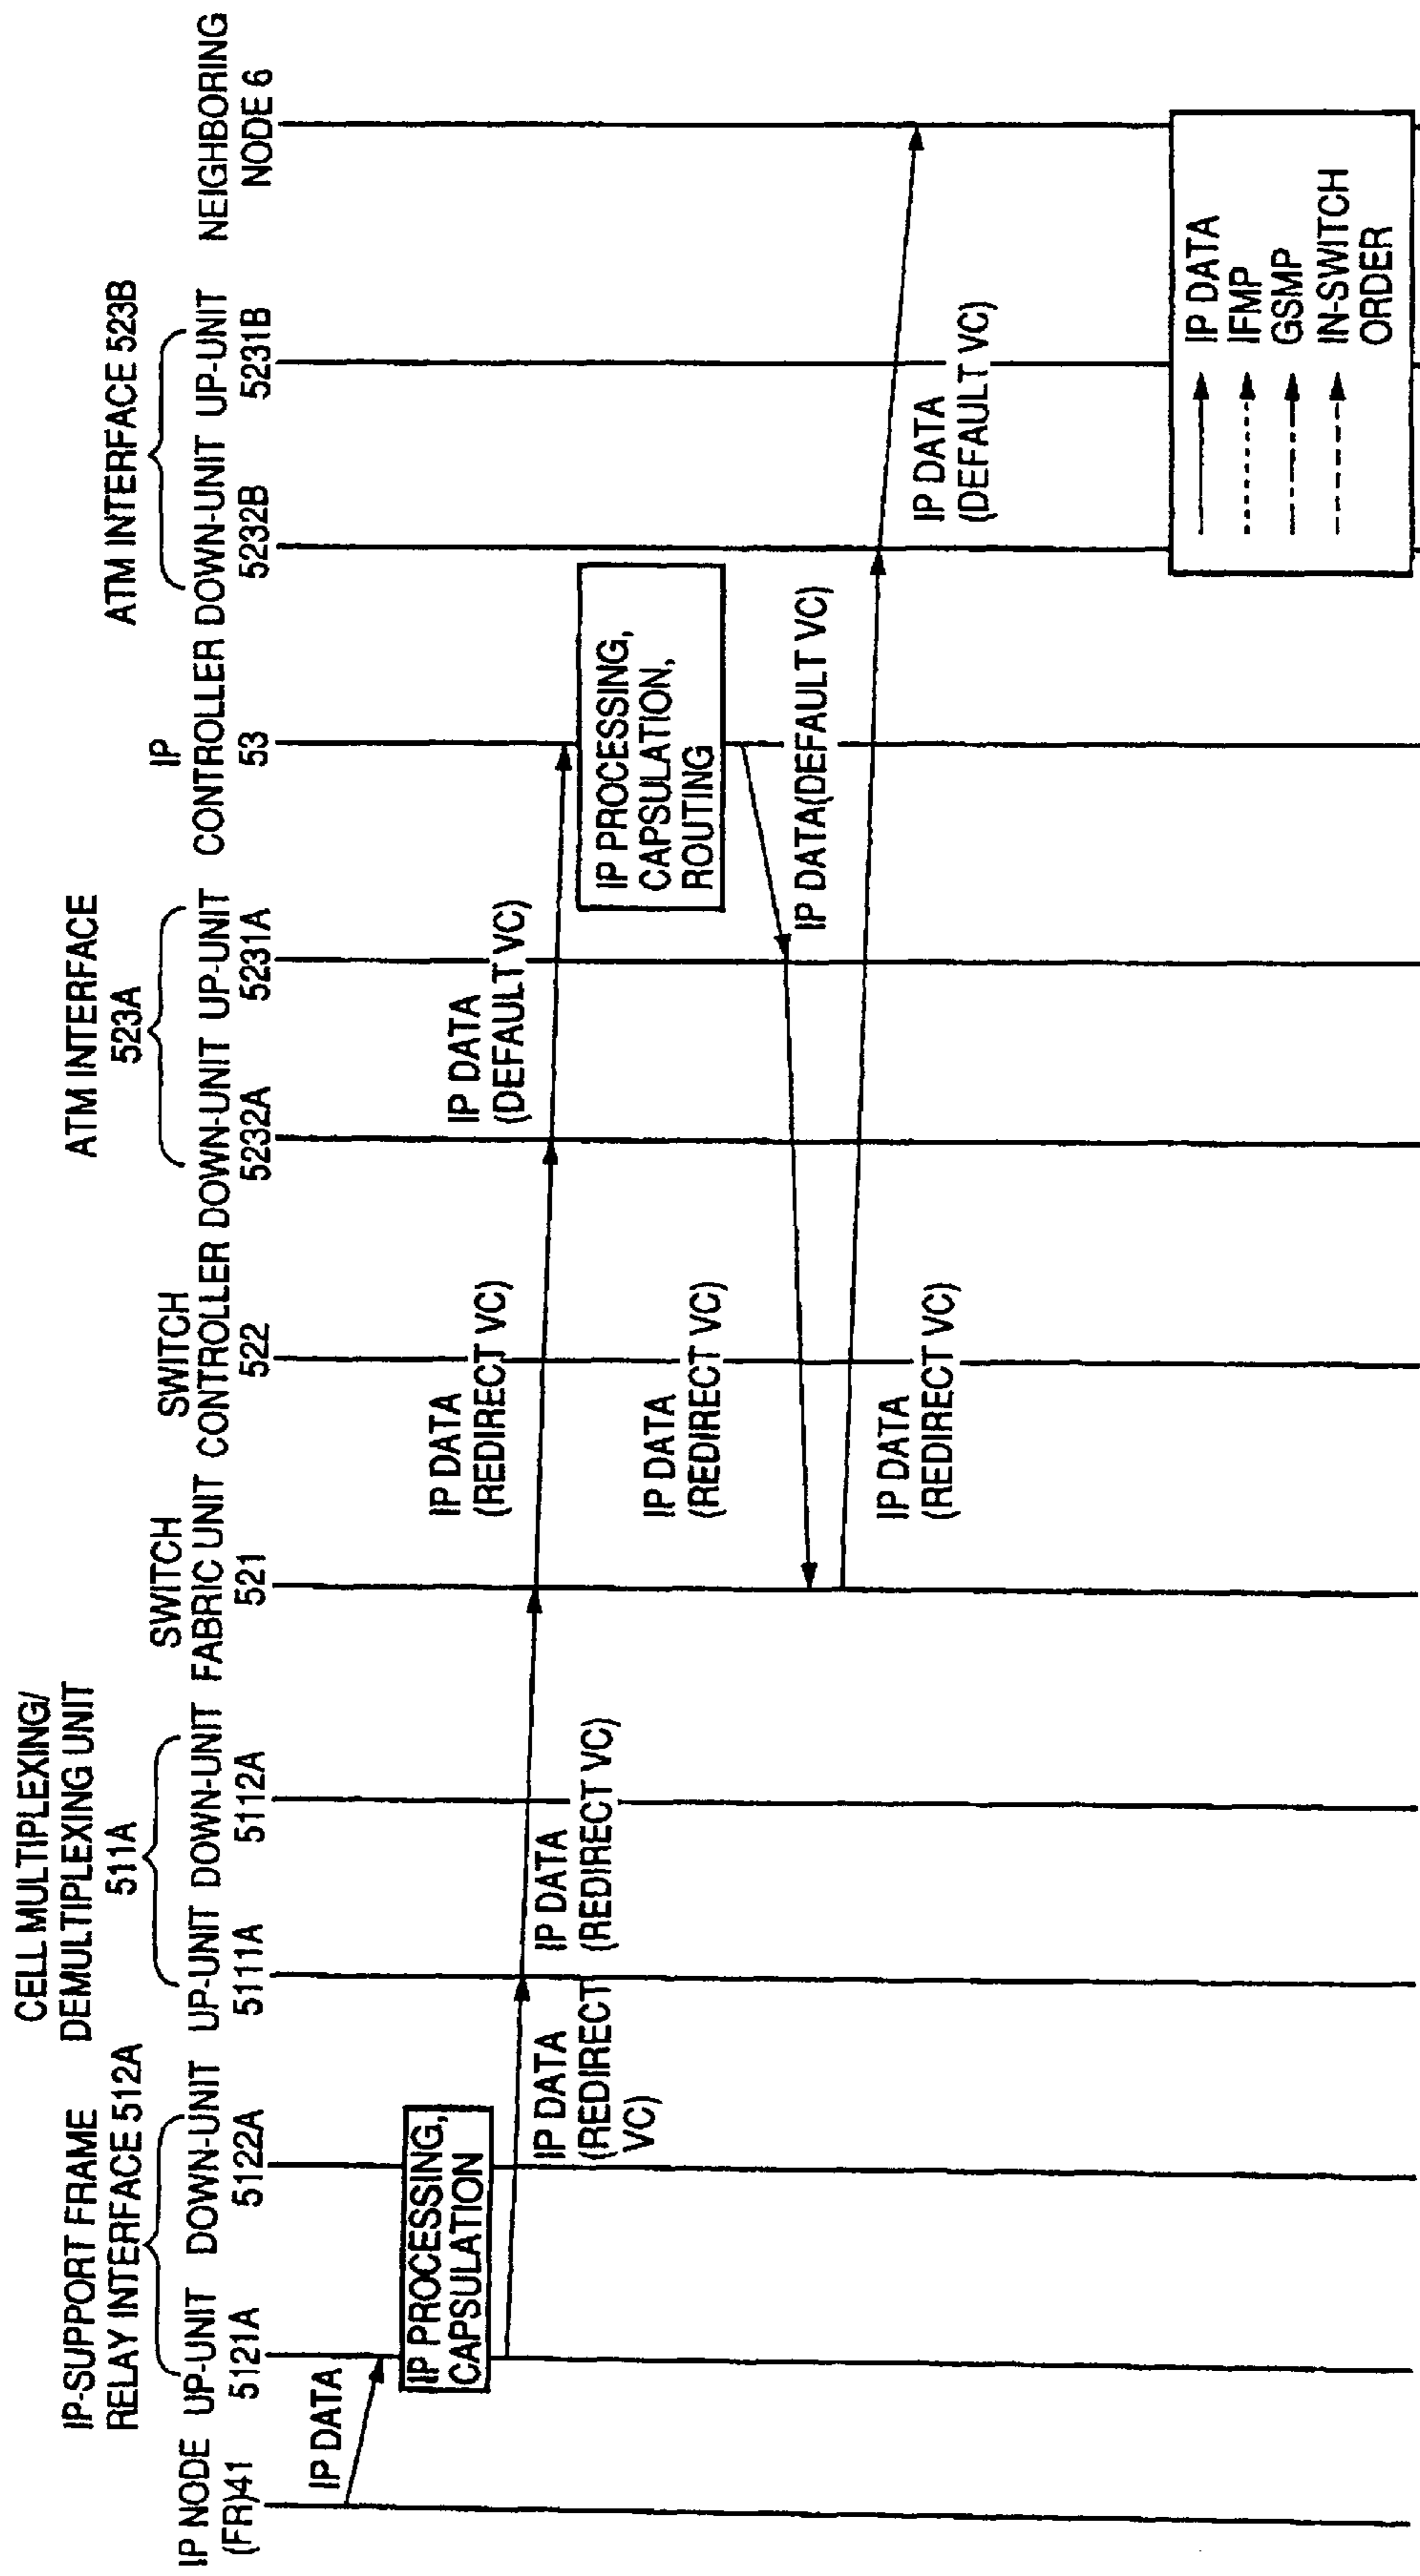 IP NODE
(FR)41
IP-SUPPORT FRAME
RELAY INTERFACE 512A
UP-UNIT
5121A
DOWN-UNIT
5122A
CELL MULTIPLEXING/
DEMULTIPLEXING UNIT
511A
UP-UNIT
5111A
DOWN-UNIT
5112A
SWITCH
FABRIC UNIT
521
SWITCH
CONTROLLER
522
ATM INTERFACE
523A
DOWN-UNIT
5232A
UP-UNIT
5231A
IP
CONTROLLER
53
ATM INTERFACE 523B
DOWN-UNIT
5232B
UP-UNIT
5231B
NEIGHBORING
NODE 6
IP DATA
IP PROCESSING,
CAPSULATION
IP DATA
(REDIRECT
VC)
IP DATA
(REDIRECT VC)
IP DATA
(REDIRECT VC)
IP DATA
(DEFAULT VC)
IP PROCESSING,
CAPSULATION,
ROUTING
IP DATA(DEFAULT VC)
IP DATA
(REDIRECT VC)
IP DATA
(REDIRECT VC)
IP DATA
(DEFAULT VC)
IP DATA
IFMP
GSMP
IN-SWITCH
ORDER